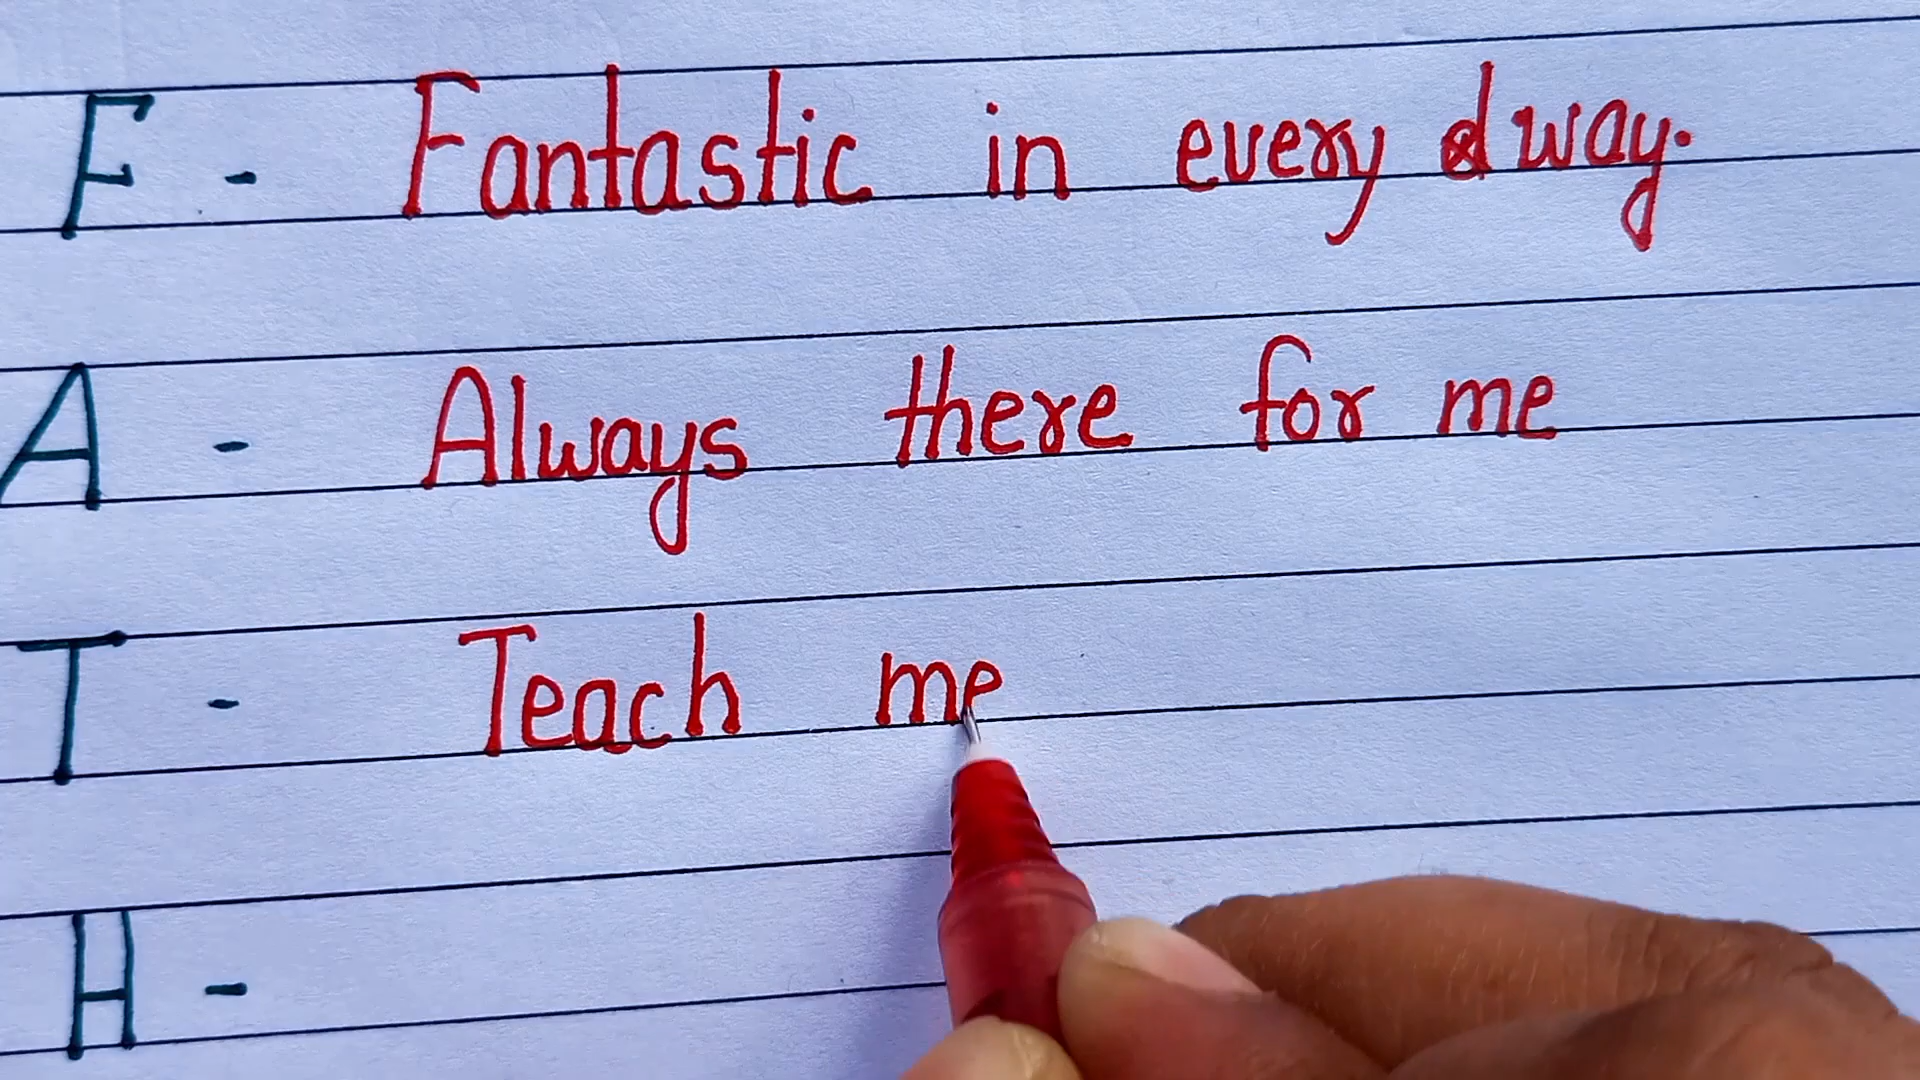 F - Fantastic in every way.
A - Always there for me
T - Teach me
H -